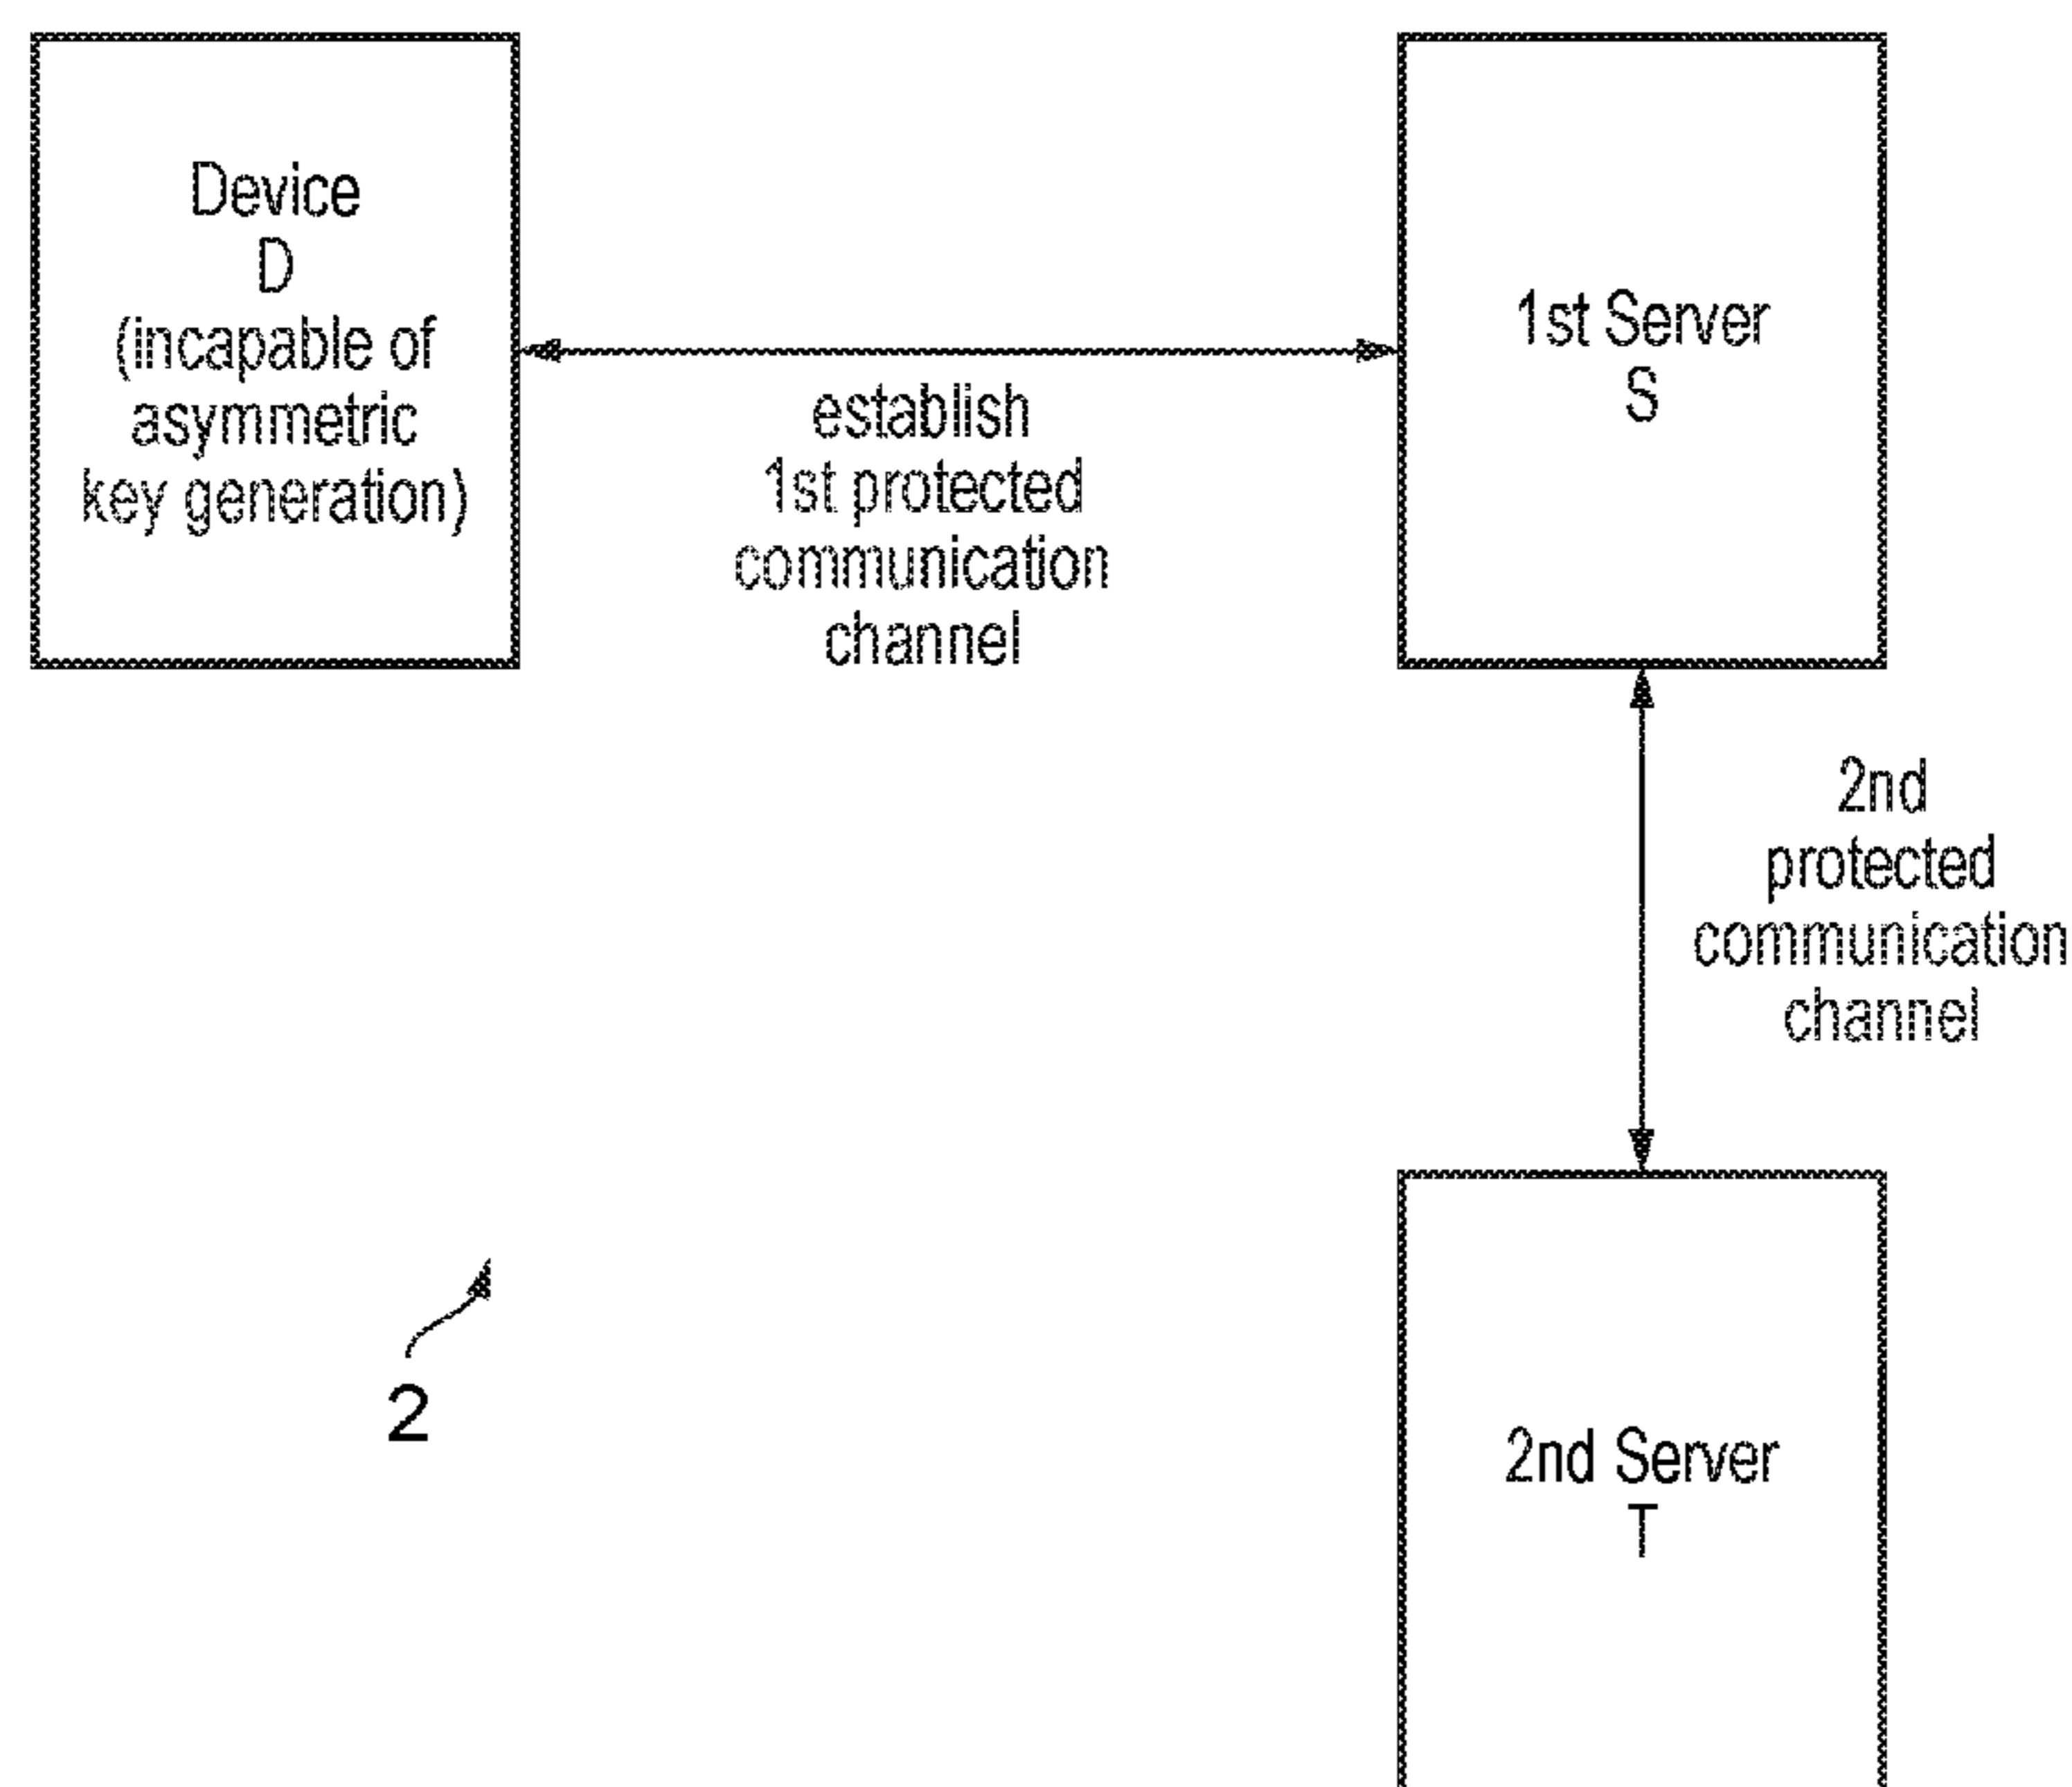 Device
D
(incapable of
asymmetric
key generation)
establish
1st protected
communication
channel
1st Server
S
2nd
protected
communication
channel
2
2nd Server
T